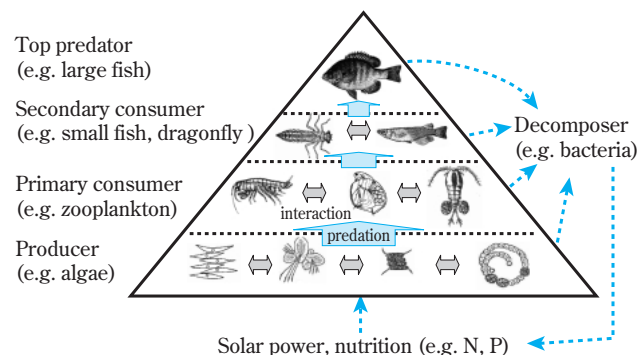 Top predator
(e.g. large fish)
Secondary consumer
(e.g. small fish, dragonfly )
Decomposer
(e.g. bacteria)
Primary consumer
(e.g. zooplankton)
interaction
predation
Producer
(e.g. algae)
Solar power, nutrition (e.g. N, P)